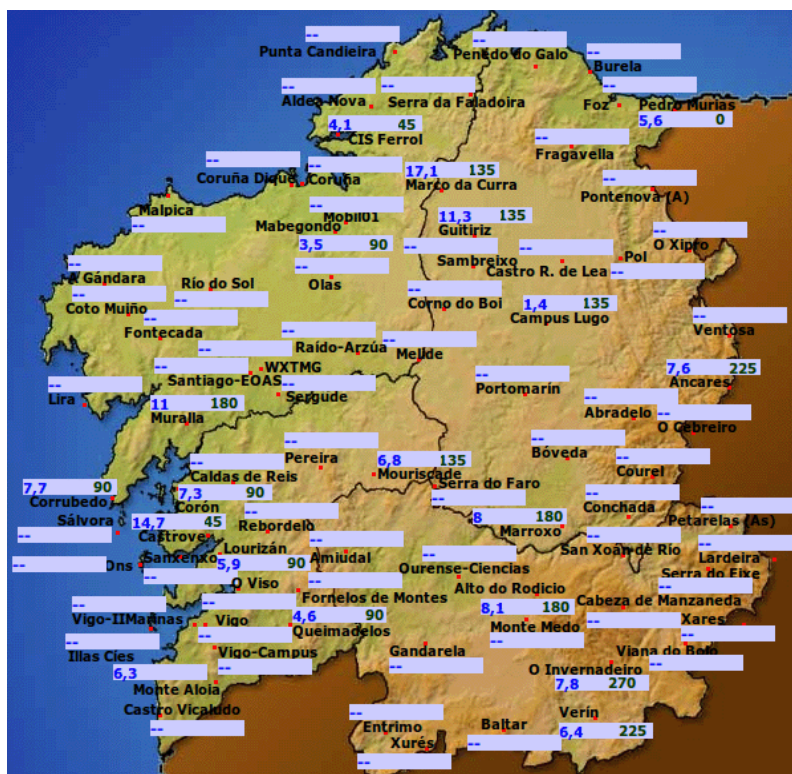 --
Punta Candieira
--
Penedo do Galo
--
Burela
--
Aldea Nova
--
Serra da Faladoira
--
Foz
Pedro Murias
5,6 0
4,1 45
CIS Ferrol
--
Fragavella
--
Coruña Dique
--
Coruña
17,1 135
Marco da Curra
--
Pontenova (A)
Malpica
--
--
Mobil01
Mabegondo
3,5 90
11,3 135
Guitiriz
--
O Xipro
--
Sambreixo
--
Castro R. de Lea
Pol
--
--
A Gándara
Río do Sol
--
--
Olas
--
Coto Muiño
--
Corno do Boi
1,4 135
Campus Lugo
--
Fontecada
--
Ventosa
--
Raído-Arzúa
--
Melide
--
Santiago-EOAS
--
WXTMG
--
Portomarín
7,6 225
Ancares
--
Lira
--
Sergude
11 180
Muralla
--
Abradelo
--
O Cebreiro
--
Pereira
--
Bóveda
6,8 135
Mouriscade
--
Caldas de Reis
Serra do Faro
--
--
Courel
7,7 90
Corrubedo
7,3 90
Corón
--
Conchada
--
Petarelas (As)
Sálvora
--
14,7 45
Castrove
--
Rebordelo
8 180
Marroxo
--
San Xoán de Río
--
Lardeira
Ons
--
Sanxenxo
--
Lourizán
5,9 90
--
Amiudal
--
Ourense-Ciencias
Serra do Eixe
--
O Viso
--
--
Fornelos de Montes
Alto do Rodicio
8,1 180
Cabeza de Manzaneda
--
--
Vigo-IIMarinas
Vigo
--
4,6 90
Queimadelos
Monte Medo
--
Xares
--
--
Illas Cíes
Vigo-Campus
--
Gandarela
--
Viana do Bolo
--
6,3
Monte Aloia
O Invernadeiro
7,8 270
Castro Vicaludo
--
--
Entrimo
Baltar
--
Verín
6,4 225
Xurés
--